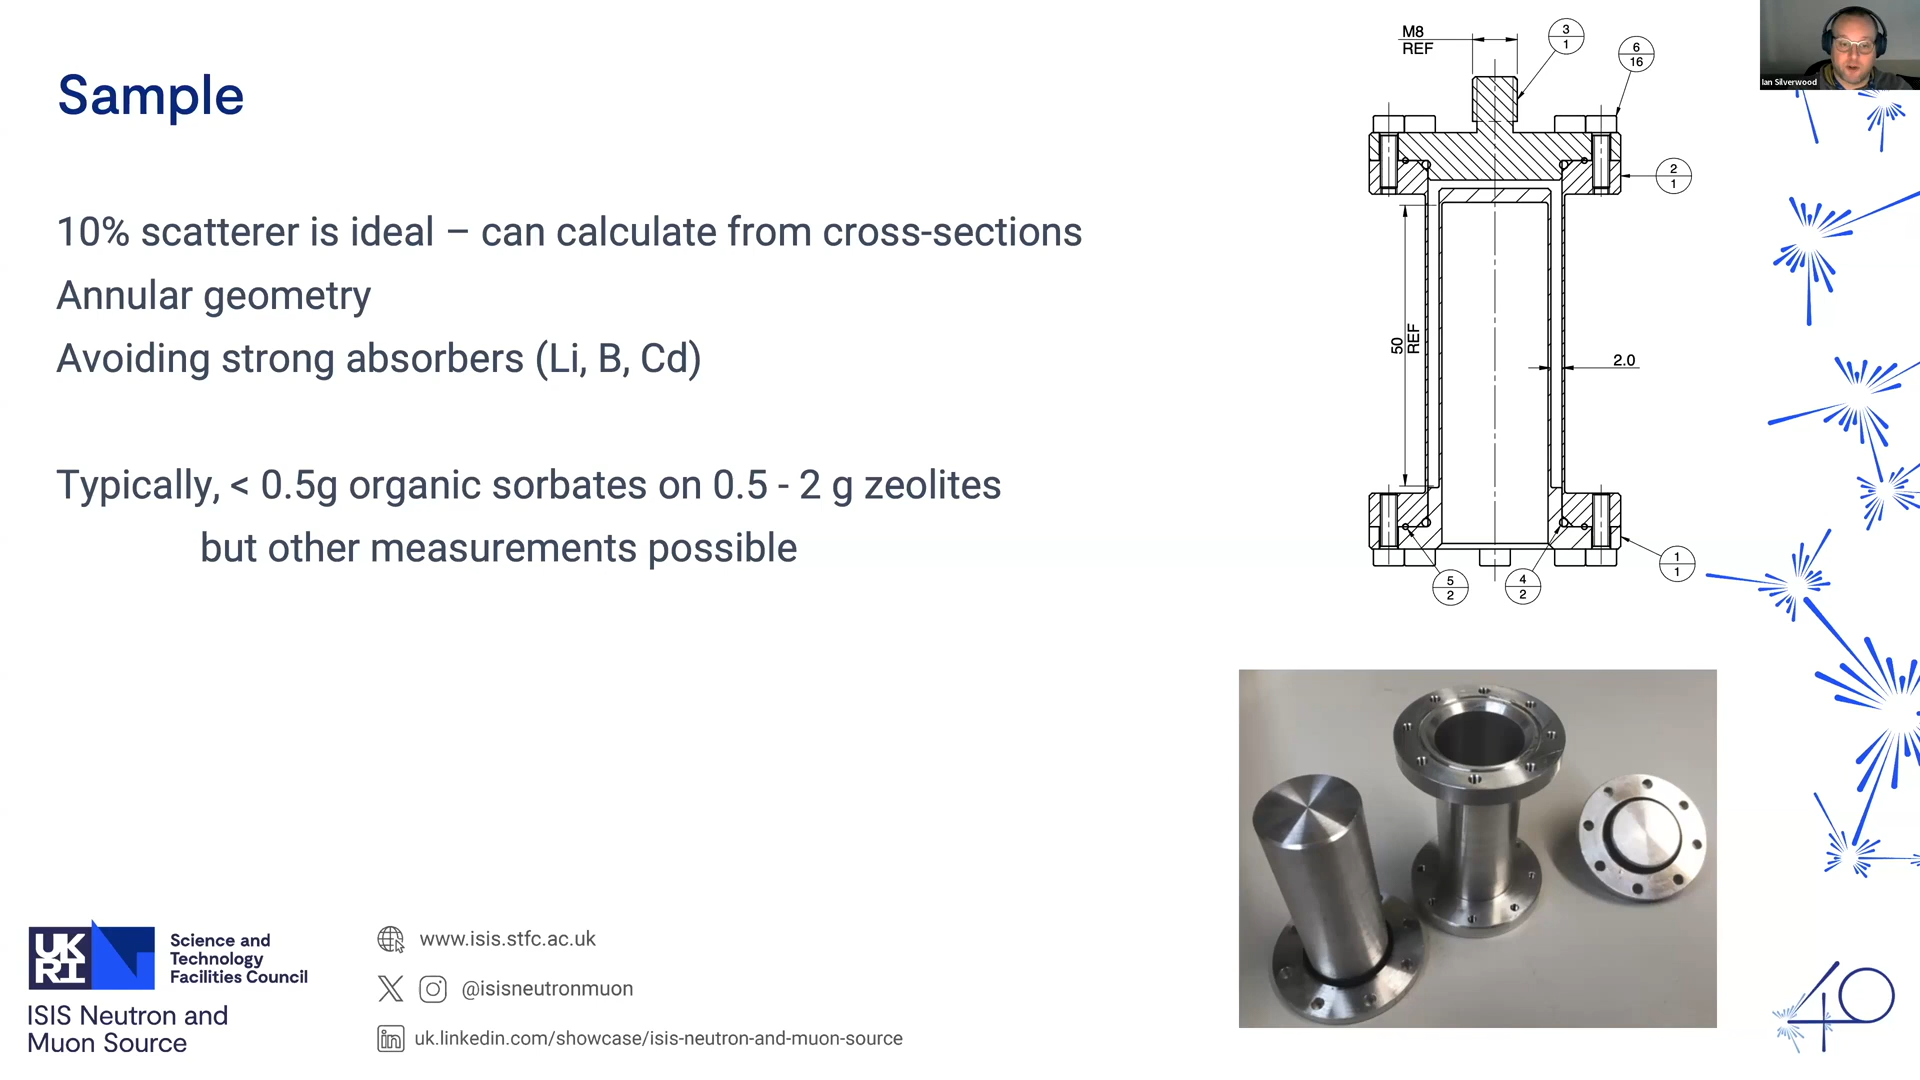 Sample
10% scatterer is ideal – can calculate from cross-sections
Annular geometry
Avoiding strong absorbers (Li, B, Cd)
Typically, < 0.5g organic sorbates on 0.5 - 2 g zeolites
but other measurements possible
M8
REF
3
1
6
16
2
1
50
REF
2.0
1
1
5
2
4
2
Ian Silverwood
UK
RI
Science and
Technology
Facilities Council
ISIS Neutron and
Muon Source
www.isis.stfc.ac.uk
@isisneutronmuon
uk.linkedin.com/showcase/isis-neutron-and-muon-source
40